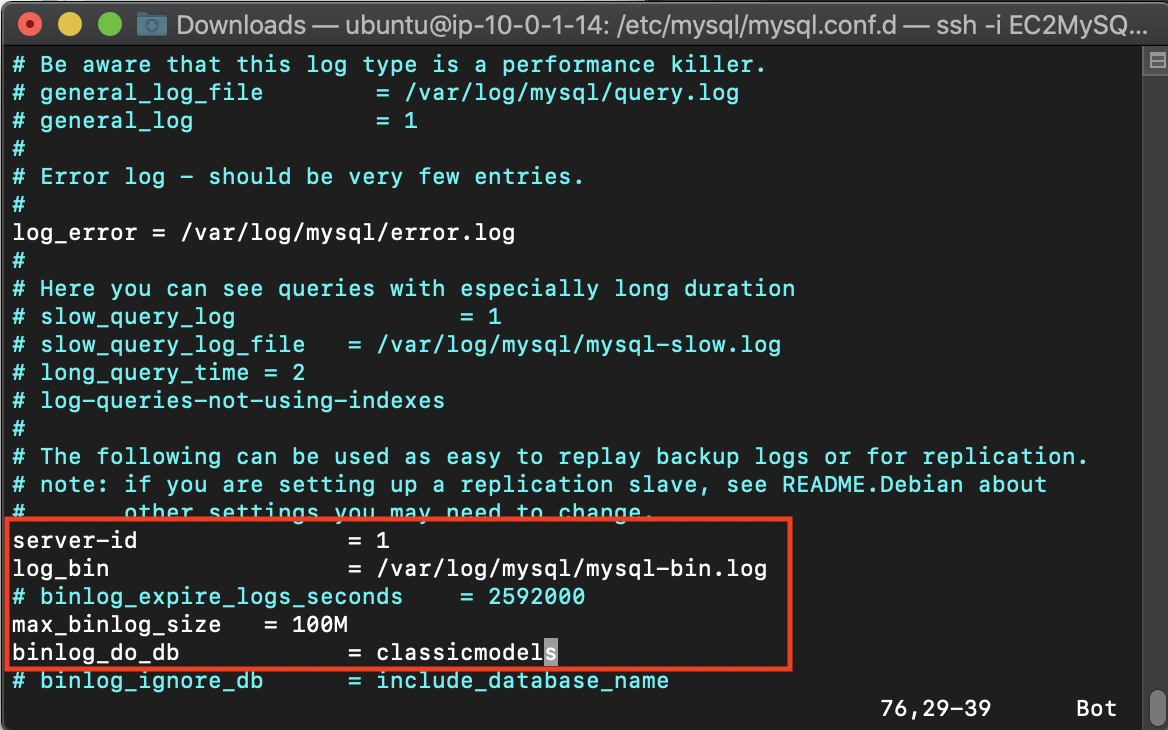 Downloads — ubuntu@ip-10-0-1-14: /etc/mysql/mysql.conf.d — ssh -i EC2MySQ...
# Be aware that this log type is a performance killer.
# general_log_file        = /var/log/mysql/query.log
# general_log             = 1
#
# Error log - should be very few entries.
#
log_error = /var/log/mysql/error.log
#
# Here you can see queries with especially long duration
# slow_query_log                = 1
# slow_query_log_file   = /var/log/mysql/mysql-slow.log
# long_query_time = 2
# log-queries-not-using-indexes
#
# The following can be used as easy to replay backup logs or for replication.
# note: if you are setting up a replication slave, see README.Debian about
#       other settings you may need to change.
server-id               = 1
log_bin                 = /var/log/mysql/mysql-bin.log
# binlog_expire_logs_seconds    = 2592000
max_binlog_size   = 100M
binlog_do_db            = classicmodels
# binlog_ignore_db      = include_database_name
76,29-39      Bot